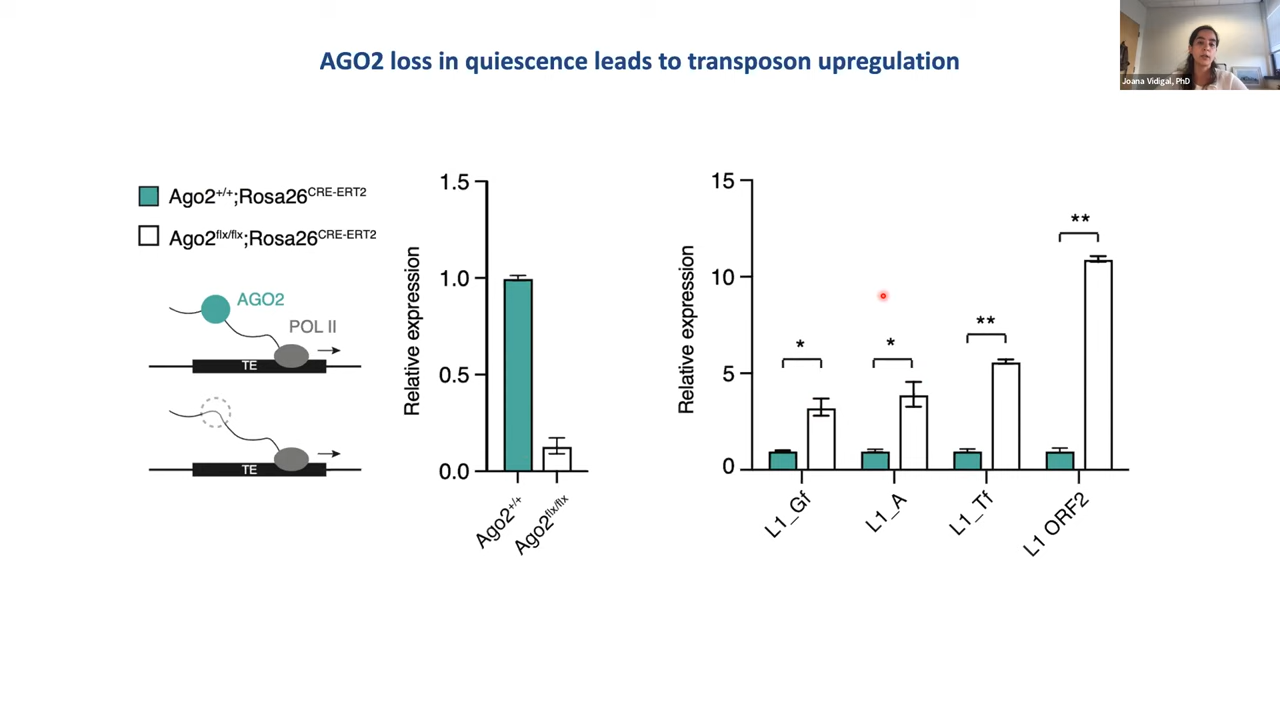 AGO2 loss in quiescence leads to transposon upregulation
Joana Vidigal, PhD
Ago2+/+;Rosa26CRE-ERT2
Ago2flx/flx;Rosa26CRE-ERT2
AGO2
POL II
TE
TE
Relative expression
1.5
1.0
0.5
0.0
Ago2+/+
Ago2flx/flx
Relative expression
15
10
5
0
*
*
**
**
L1_Gf
L1_A
L1_Tf
L1 ORF2